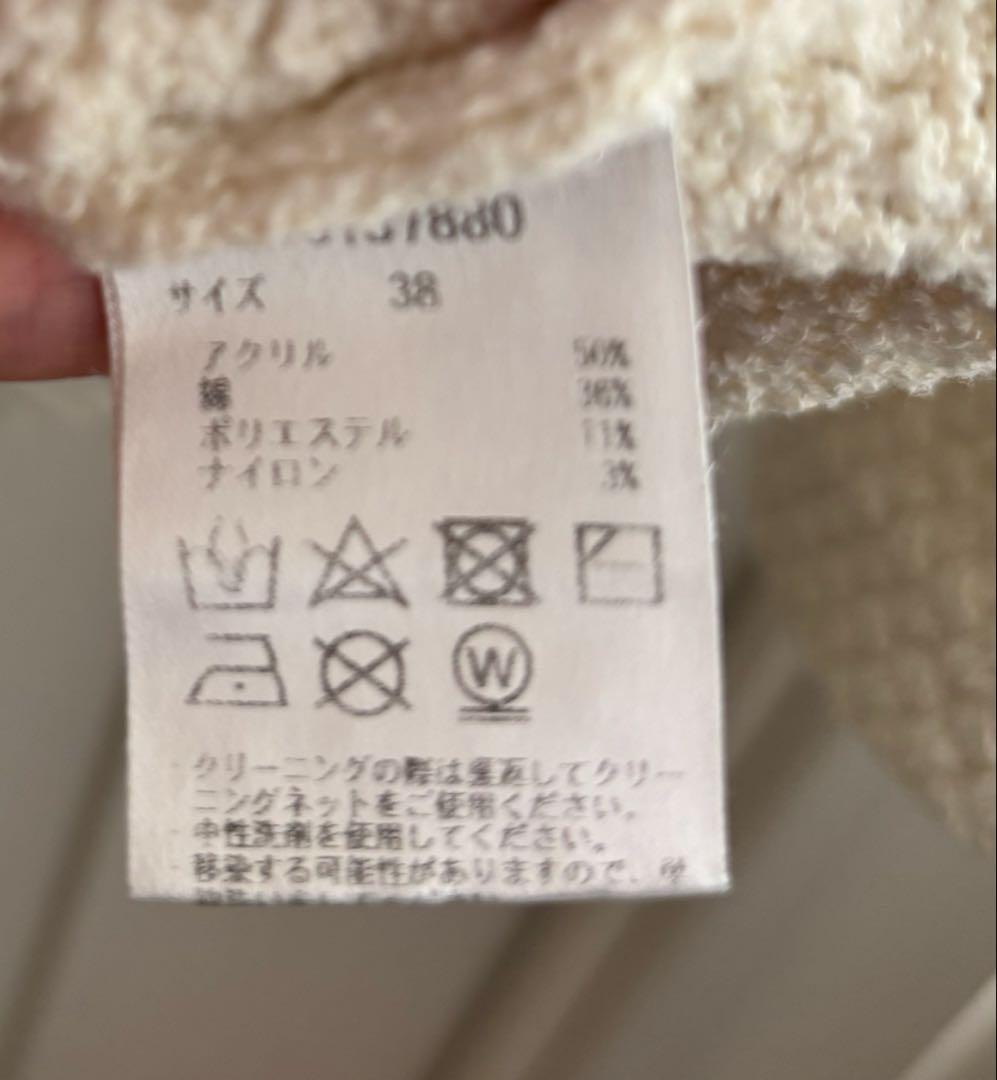 サイズ 38
アクリル 50%
綿 36%
ポリエステル 11%
ナイロン 3%
W
クリーニングの際は裏返してクリー
ニングネットをご使用ください。
中性洗剤を使用してください。
移染する可能性がありますので、